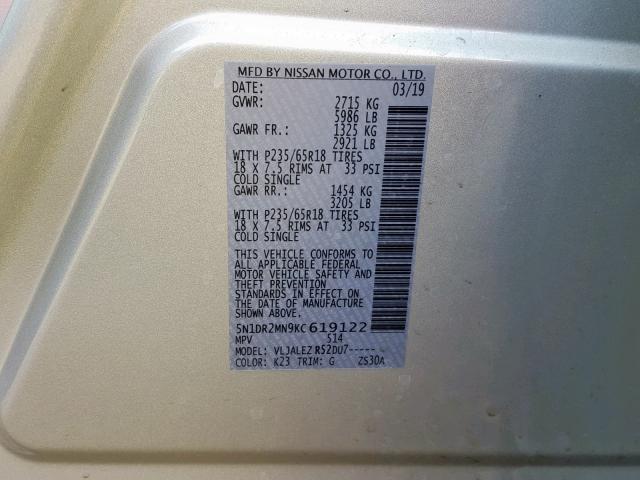 MFD BY NISSAN MOTOR CO., LTD.
DATE: 03/19
GVWR: 2715 KG
5986 LB
GAWR FR.: 1325 KG
2921 LB
WITH P235/65R18 TIRES
18 X 7.5 RIMS AT 33 PSI
COLD SINGLE
GAWR RR.: 1454 KG
3205 LB
WITH P235/65R18 TIRES
18 X 7.5 RIMS AT 33 PSI
COLD SINGLE
THIS VEHICLE CONFORMS TO
ALL APPLICABLE FEDERAL
MOTOR VEHICLE SAFETY AND
THEFT PREVENTION
STANDARDS IN EFFECT ON
THE DATE OF MANUFACTURE
SHOWN ABOVE.
5N1DR2MN9KC619122
MPV S14
MODEL: VLJALEZ RS2DU7------
COLOR: K23 TRIM: G ZS30A